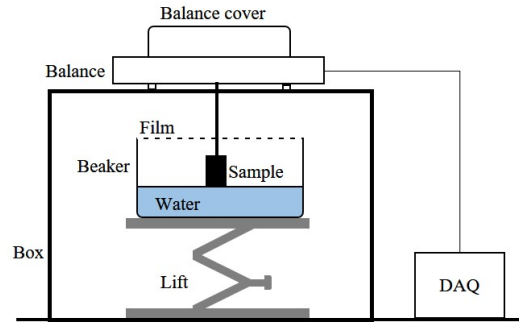 Balance cover
Balance
Film
Beaker
Sample
Water
Box
Lift
DAQ